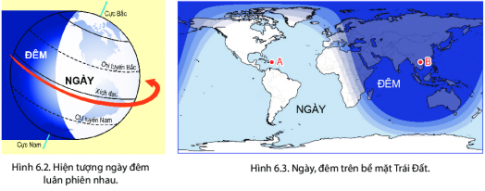 Cực Bắc
ĐÊM
Chí tuyến Bắc
NGÀY
Xích đạo
Chí tuyến Nam
Cực Nam
Hình 6.2. Hiện tượng ngày đêm
luân phiên nhau.
A
B
ĐÊM
NGÀY
Hình 6.3. Ngày, đêm trên bề mặt Trái Đất.